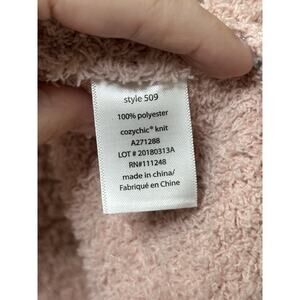 style 509
100% polyester
cozychic® knit
A271288
LOT # 20180313A
RN#111248
made in china/
Fabriqué en Chine